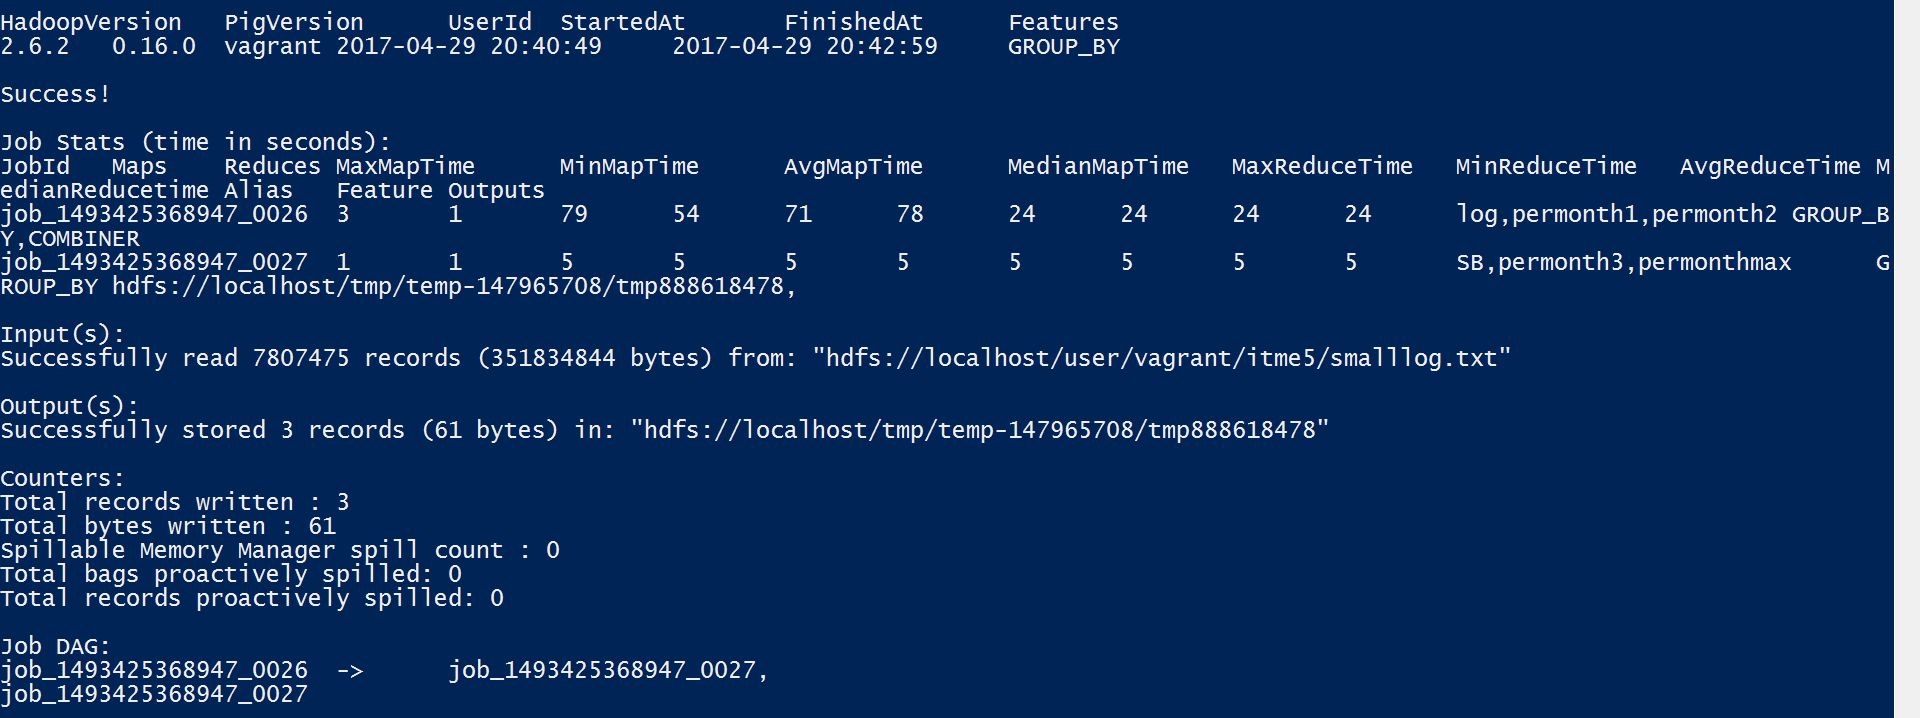 HadoopVersion	PigVersion	UserId	StartedAt	FinishedAt	Features
2.6.2	0.16.0	vagrant	2017-04-29 20:40:49	2017-04-29 20:42:59	GROUP_BY
Success!
Job Stats (time in seconds):
JobId	Maps	Reduces	MaxMapTime	MinMapTime	AvgMapTime	MedianMapTime	MaxReduceTime	MinReduceTime	AvgReduceTime	M
edianReducetime	Alias	Feature	Outputs
job_1493425368947_0026	3	1	79	54	71	78	24	24	24	24	log,permonth1,permonth2	GROUP_B
Y,COMBINER
job_1493425368947_0027	1	1	5	5	5	5	5	5	5	5	SB,permonth3,permonthmax	G
ROUP_BY	hdfs://localhost/tmp/temp-147965708/tmp888618478,
Input(s):
Successfully read 7807475 records (351834844 bytes) from: "hdfs://localhost/user/vagrant/itme5/smalllog.txt"
Output(s):
Successfully stored 3 records (61 bytes) in: "hdfs://localhost/tmp/temp-147965708/tmp888618478"
Counters:
Total records written : 3
Total bytes written : 61
Spillable Memory Manager spill count : 0
Total bags proactively spilled: 0
Total records proactively spilled: 0
Job DAG:
job_1493425368947_0026	->	job_1493425368947_0027,
job_1493425368947_0027